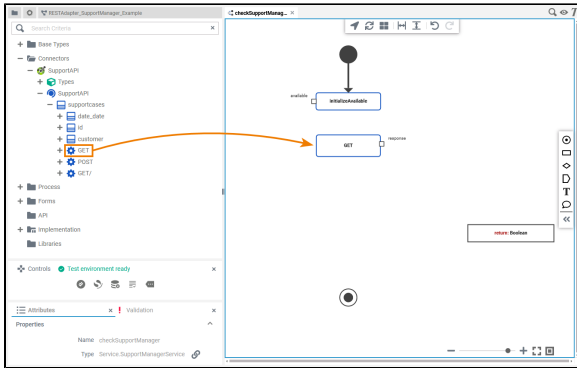 RESTAdapter_SupportManager_Example
checkSupportManag... ×
Search Criteria
Base Types
Connectors
SupportAPI
Types
SupportAPI
supportcases
date_date
id
customer
GET
POST
GET/
Process
Forms
API
Implementation
Libraries
Controls Test environment ready ×
Attributes × Validation ×
Properties
Name checkSupportManager
Type Service.SupportManagerService
available
InitializeAvailable
response
GET
T
return: Boolean